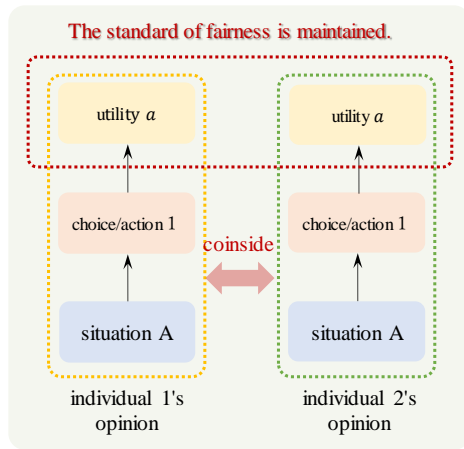 The standard of fairness is maintained.
utility a
utility a
choice/action 1
choice/action 1
coinside
situation A
situation A
individual 1's
opinion
individual 2's
opinion